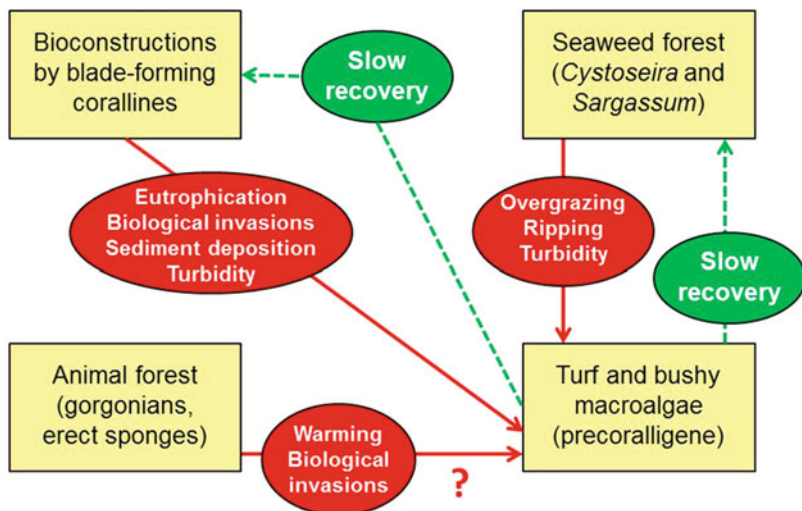 Bioconstructions
by blade-forming
corallines
Slow
recovery
Seaweed forest
(Cystoseira and
Sargassum)
Eutrophication
Biological invasions
Sediment deposition
Turbidity
Overgrazing
Ripping
Turbidity
Slow
recovery
Animal forest
(gorgonians,
erect sponges)
Warming
Biological
invasions
?
Turf and bushy
macroalgae
(precoralligene)